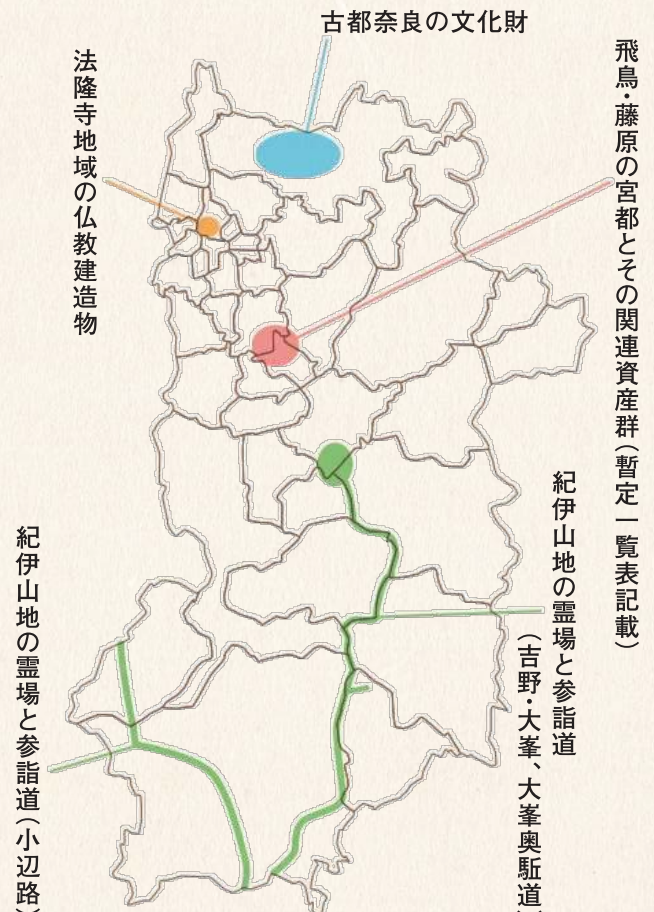 古都奈良の文化財
飛鳥・藤原の宮都とその関連資産群(暫定一覧表記載)
法隆寺地域の仏教建造物
紀伊山地の霊場と参詣道
(吉野・大峯、大峯奥駈道)
紀伊山地の霊場と参詣道(小辺路)